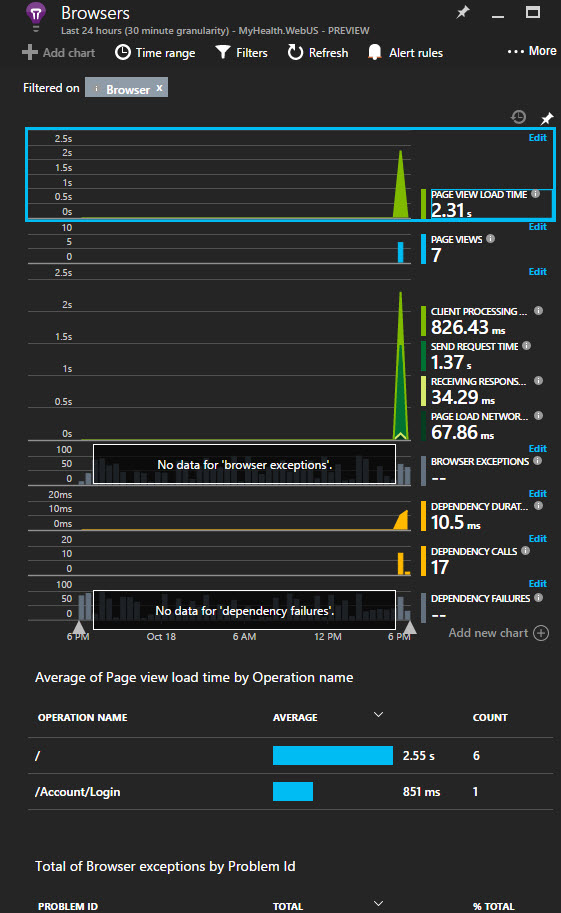 Browsers
Last 24 hours (30 minute granularity) - MyHealth.WebUS - PREVIEW
Add chart Time range Filters Refresh Alert rules ••• More
Filtered on i Browser x
Edit
2.5s
2s
1.5s
1s
0.5s
0s
PAGE VIEW LOAD TIME
2.31 s
Edit
10
5
0
PAGE VIEWS
7
Edit
2.5s
2s
1.5s
1s
0.5s
0s
CLIENT PROCESSING ...
826.43 ms
SEND REQUEST TIME
1.37 s
RECEIVING RESPONS...
34.29 ms
PAGE LOAD NETWOR...
67.86 ms
Edit
100
50
0
No data for 'browser exceptions'.
BROWSER EXCEPTIONS
--
Edit
20ms
10ms
0ms
DEPENDENCY DURAT...
10.5 ms
Edit
20
10
0
DEPENDENCY CALLS
17
Edit
100
50
0
No data for 'dependency failures'.
DEPENDENCY FAILURES
--
6 PM Oct 18 6 AM 12 PM 6 PM
Add new chart
Average of Page view load time by Operation name
OPERATION NAME AVERAGE COUNT
/ 2.55 s 6
/Account/Login 851 ms 1
Total of Browser exceptions by Problem Id
PROBLEM ID TOTAL % TOTAL